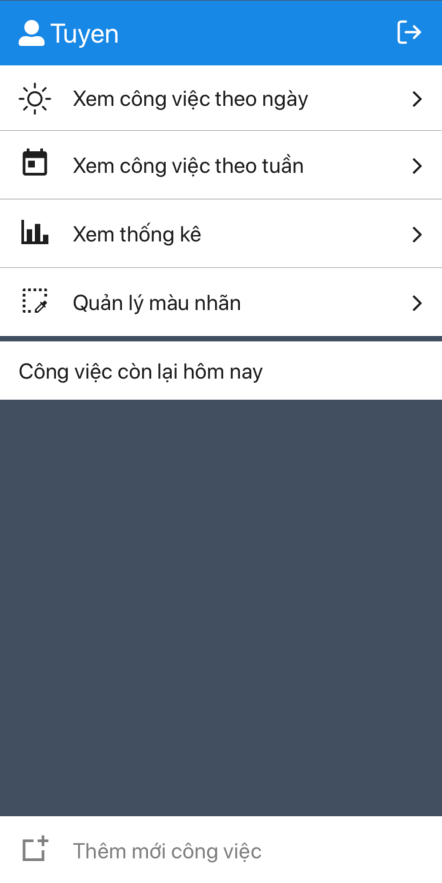 Tuyen
Xem công việc theo ngày
Xem công việc theo tuần
Xem thống kê
Quản lý màu nhãn
Công việc còn lại hôm nay
Thêm mới công việc